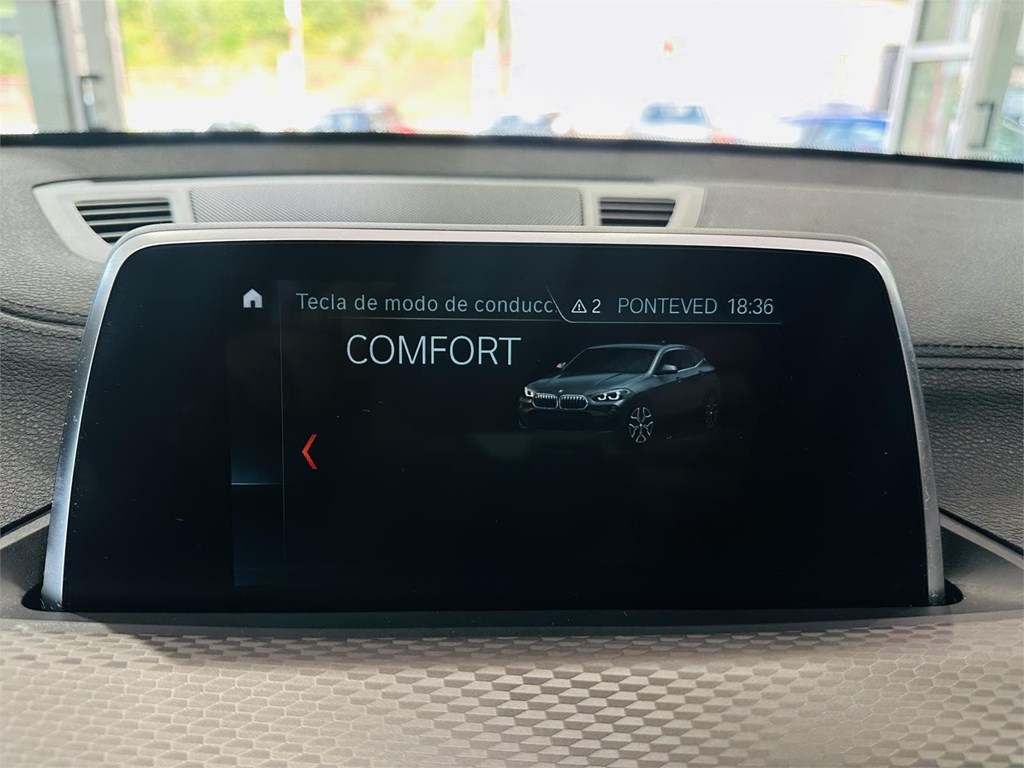 Tecla de modo de conducc. ⚠ 2 PONTEVED 18:36
COMFORT